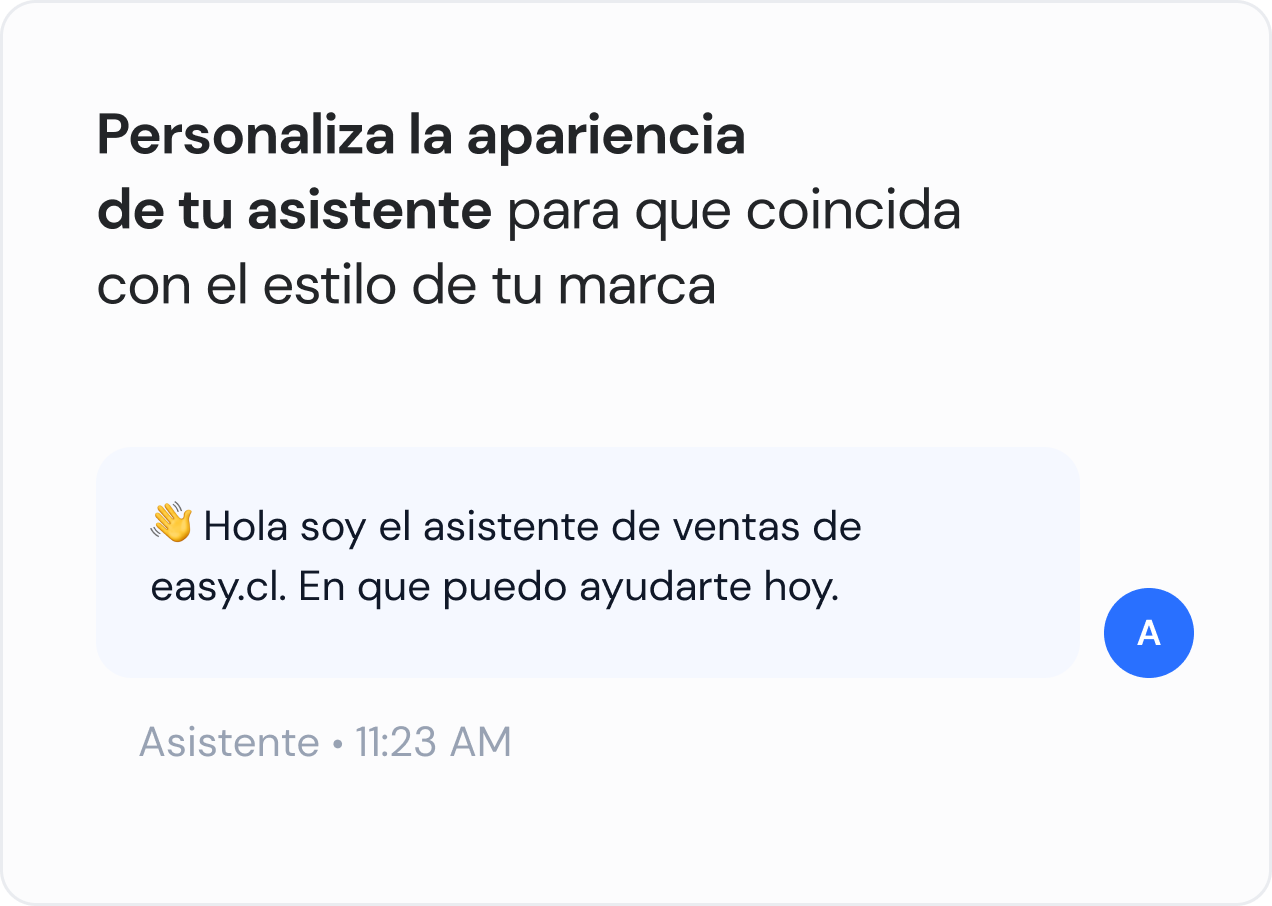 Personaliza la apariencia
de tu asistente para que coincida
con el estilo de tu marca
👋 Hola soy el asistente de ventas de
easy.cl. En que puedo ayudarte hoy.
A
Asistente • 11:23 AM